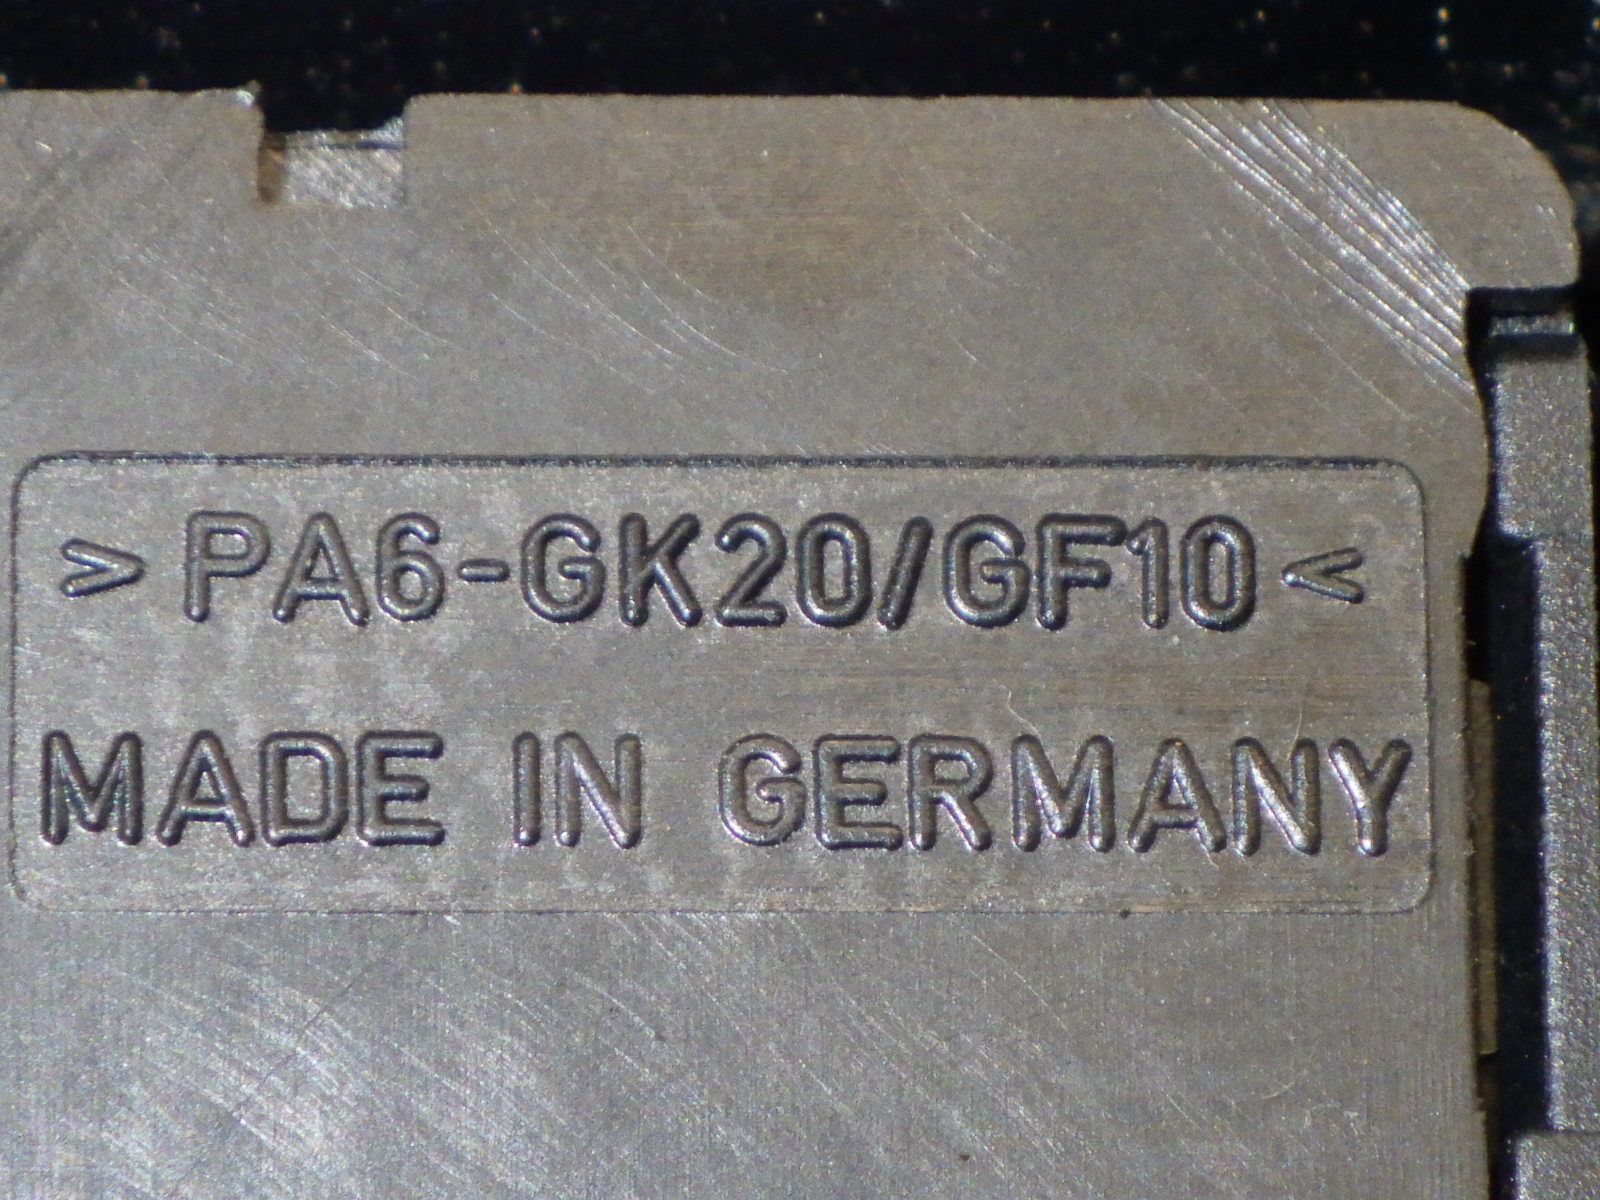 >PA6-GK20/GF10<
MADE IN GERMANY